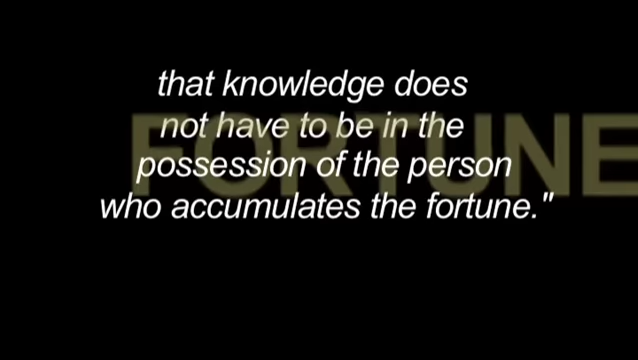 that knowledge does
not have to be in the
possession of the person
who accumulates the fortune."
FORTUNE